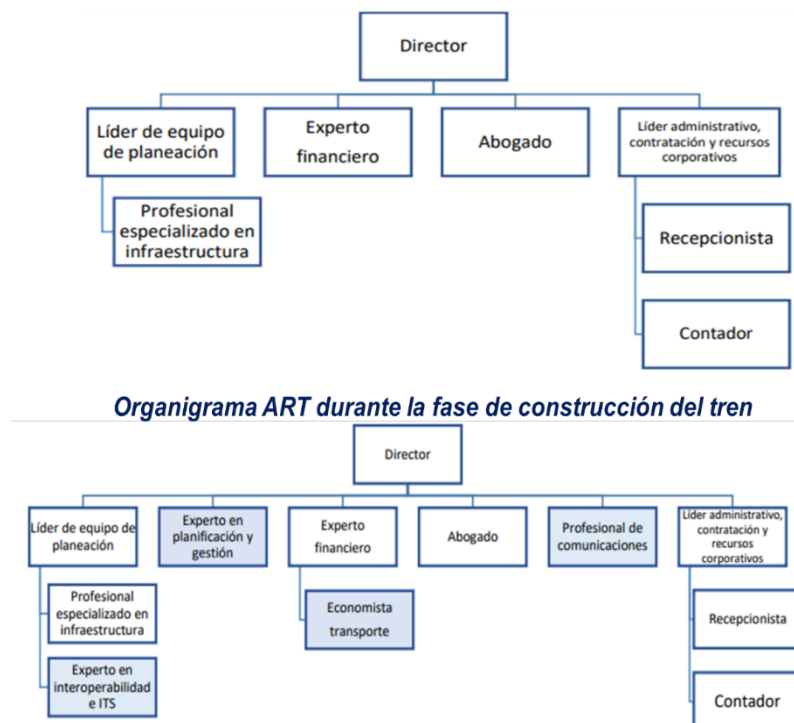 Director
Líder de equipo
de planeación
Experto
financiero
Abogado
Líder administrativo,
contratación y recursos
corporativos
Profesional
especializado en
infraestructura
Recepcionista
Contador
Organigrama ART durante la fase de construcción del tren
Director
Líder de equipo de
planeación
Experto en
planificación y
gestión
Experto
financiero
Abogado
Profesional de
comunicaciones
Líder administrativo,
contratación y
recursos
corporativos
Profesional
especializado en
infraestructura
Economista
transporte
Recepcionista
Experto en
interoperabilidad
e ITS
Contador